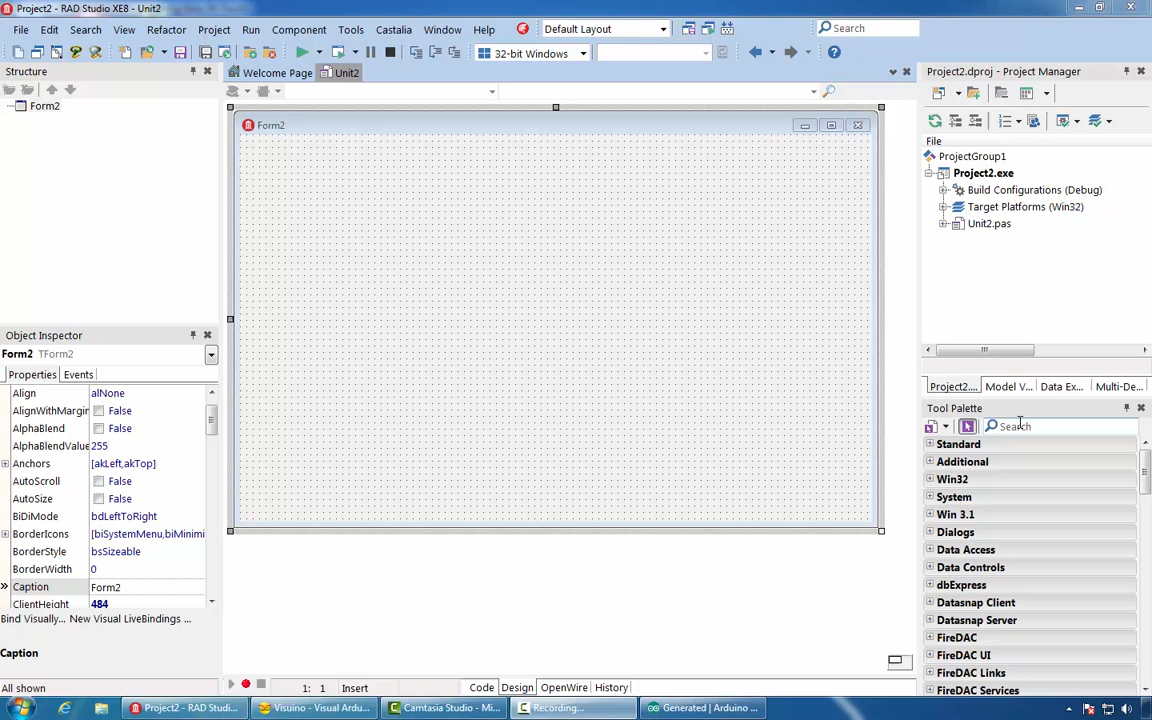 Project2 - RAD Studio XE8 - Unit2
File Edit Search View Refactor Project Run Component Tools Castalia Window Help
Default Layout
Search
32-bit Windows
Structure
Form2
Welcome Page
Unit2
Form2
Project2.dproj - Project Manager
File
ProjectGroup1
Project2.exe
Build Configurations (Debug)
Target Platforms (Win32)
Unit2.pas
Project2.... Model V... Data Ex... Multi-De...
Object Inspector
Form2 TForm2
Properties Events
Align alNone
AlignWithMargin False
AlphaBlend False
AlphaBlendValue 255
Anchors [akLeft,akTop]
AutoScroll False
AutoSize False
BiDiMode bdLeftToRight
BorderIcons [biSystemMenu,biMinimi
BorderStyle bsSizeable
BorderWidth 0
Caption Form2
ClientHeight 484
Bind Visually... New Visual LiveBindings ...
Caption
All shown
Tool Palette
Search
Standard
Additional
Win32
System
Win 3.1
Dialogs
Data Access
Data Controls
dbExpress
Datasnap Client
Datasnap Server
FireDAC
FireDAC UI
FireDAC Links
FireDAC Services
1: 1 Insert
Code Design OpenWire History
Project2 - RAD Studi...
Visuino - Visual Ardu...
Camtasia Studio - Mi...
Recording...
Generated | Arduino ...